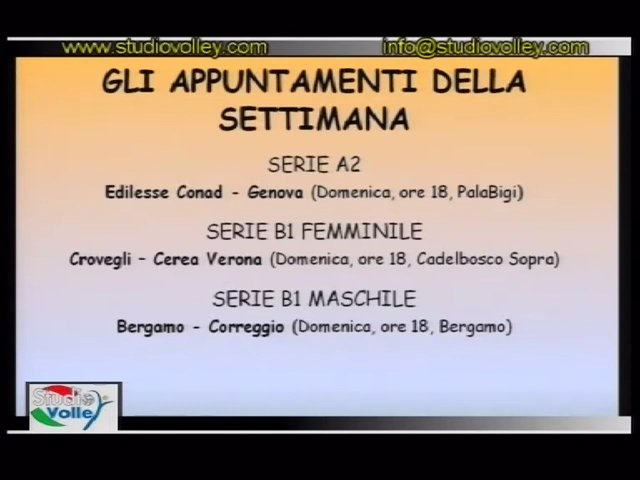 www.studiovolley.com info@studiovolley.com
GLI APPUNTAMENTI DELLA
SETTIMANA
SERIE A2
Edilesse Conad - Genova (Domenica, ore 18, PalaBigi)
SERIE B1 FEMMINILE
Crovegli - Cerea Verona (Domenica, ore 18, Cadelbosco Sopra)
SERIE B1 MASCHILE
Bergamo - Correggio (Domenica, ore 18, Bergamo)
Studio
Volley